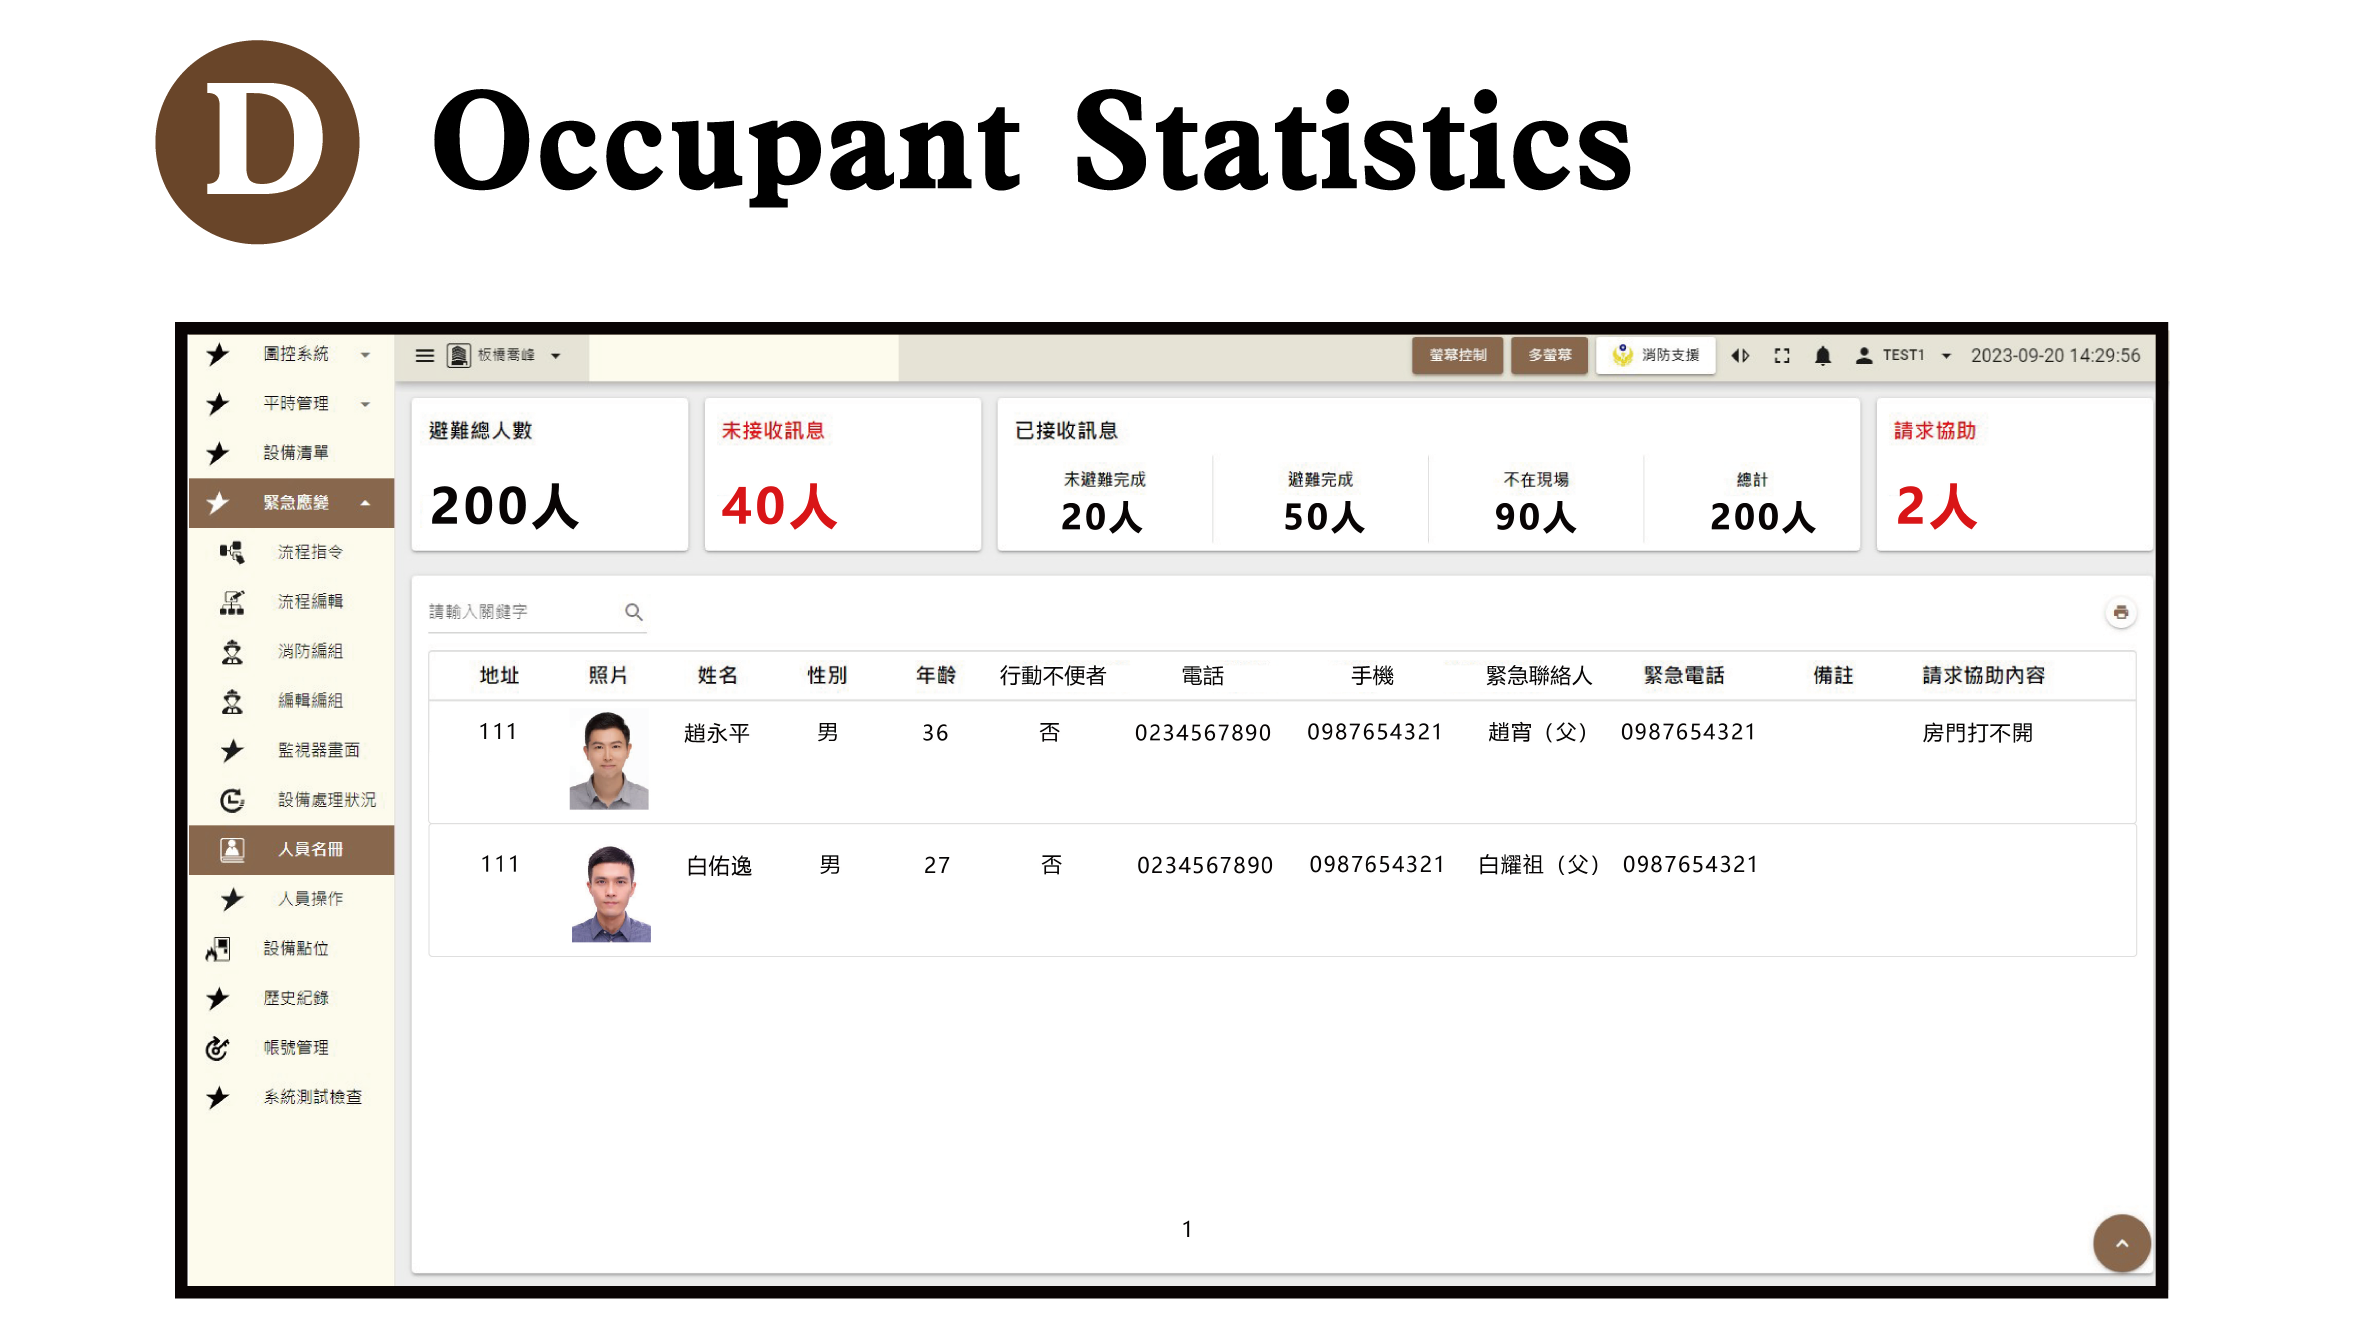 D
Occupant Statistics
圖控系統
平時管理
設備清單
緊急應變
流程指令
流程編輯
消防編組
編輯編組
監視器畫面
設備處理狀況
人員名冊
人員操作
設備點位
歷史紀錄
帳號管理
系統測試檢查
板橋喬峰
螢幕控制
多螢幕
消防支援
TEST1
2023-09-20 14:29:56
避難總人數
200人
未接收訊息
40人
已接收訊息
未避難完成
20人
避難完成
50人
不在現場
90人
總計
200人
請求協助
2人
請輸入關鍵字
地址 照片 姓名 性別 年齡 行動不便者 電話 手機 緊急聯絡人 緊急電話 備註 請求協助內容
111 趙永平 男 36 否 0234567890 0987654321 趙宵（父） 0987654321 房門打不開
111 白佑逸 男 27 否 0234567890 0987654321 白耀祖（父） 0987654321
1